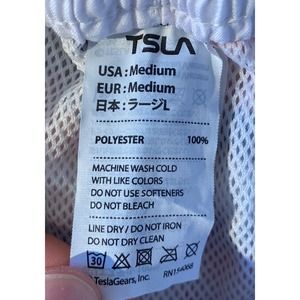 TSLA
USA : Medium
EUR : Medium
日本 : ラージL
POLYESTER 100%
MACHINE WASH COLD
WITH LIKE COLORS
DO NOT USE SOFTENERS
DO NOT BLEACH
LINE DRY / DO NOT IRON
DO NOT DRY CLEAN
30
TeslaGears, Inc. RN154068